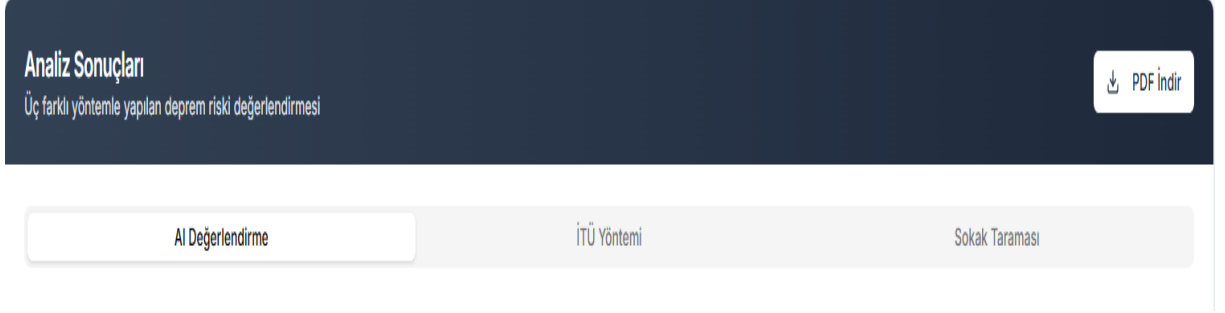 Analiz Sonuçları
Üç farklı yöntemle yapılan deprem riski değerlendirmesi
PDF İndir
AI Değerlendirme
İTÜ Yöntemi
Sokak Taraması